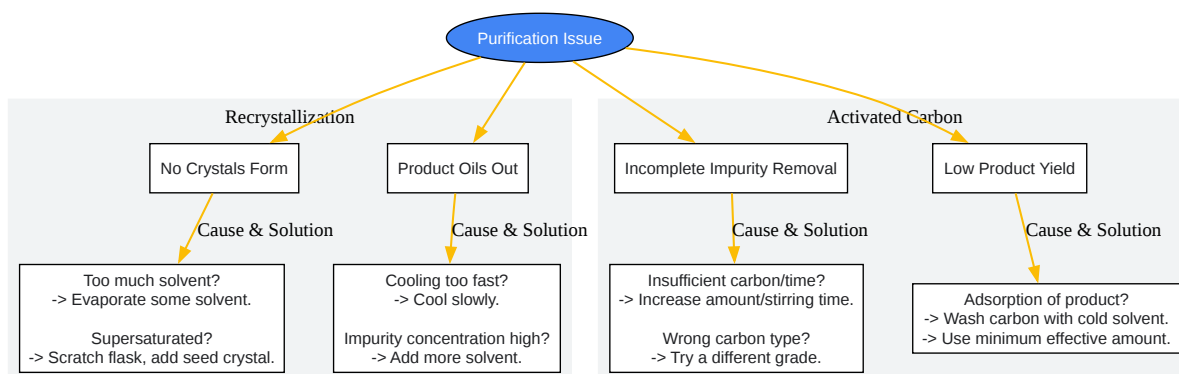 Purification Issue
Recrystallization
Activated Carbon
No Crystals Form
Product Oils Out
Incomplete Impurity Removal
Low Product Yield
Cause & Solution
Cause & Solution
Cause & Solution
Cause & Solution
Too much solvent?
-> Evaporate some solvent.
Supersaturated?
-> Scratch flask, add seed crystal.
Cooling too fast?
-> Cool slowly.
Impurity concentration high?
-> Add more solvent.
Insufficient carbon/time?
-> Increase amount/stirring time.
Wrong carbon type?
-> Try a different grade.
Adsorption of product?
-> Wash carbon with cold solvent.
-> Use minimum effective amount.